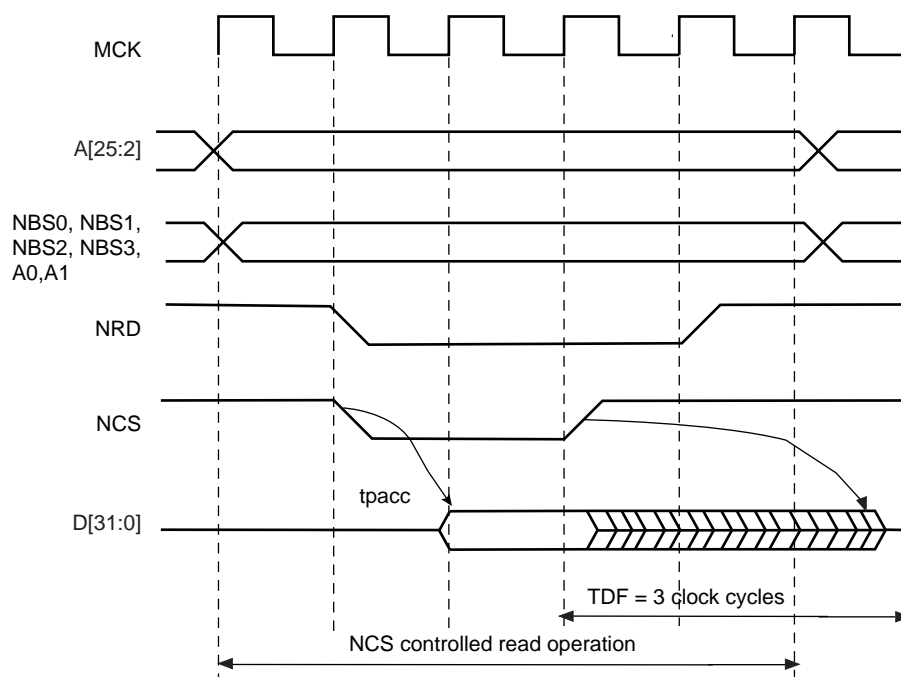 MCK
A[25:2]
NBS0, NBS1,
NBS2, NBS3,
A0,A1
NRD
NCS
tpacc
D[31:0]
TDF = 3 clock cycles
NCS controlled read operation